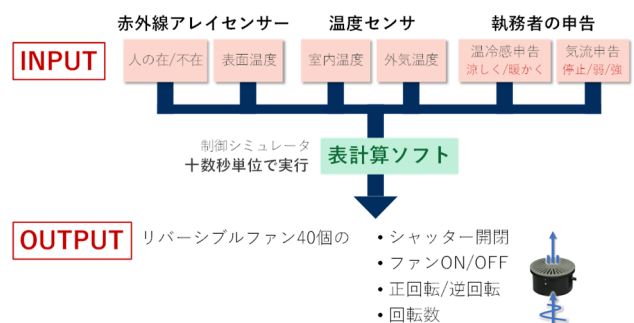 赤外線アレイセンサー 温度センサ 執務者の申告
INPUT 人の在/不在 表面温度 室内温度 外気温度 温冷感申告 気流申告
涼しく/暖かく 停止/弱/強
制御シミュレータ
十数秒単位で実行
表計算ソフト
OUTPUT リバーシブルファン40個の
• シャッター開閉
• ファンON/OFF
• 正回転/逆回転
• 回転数